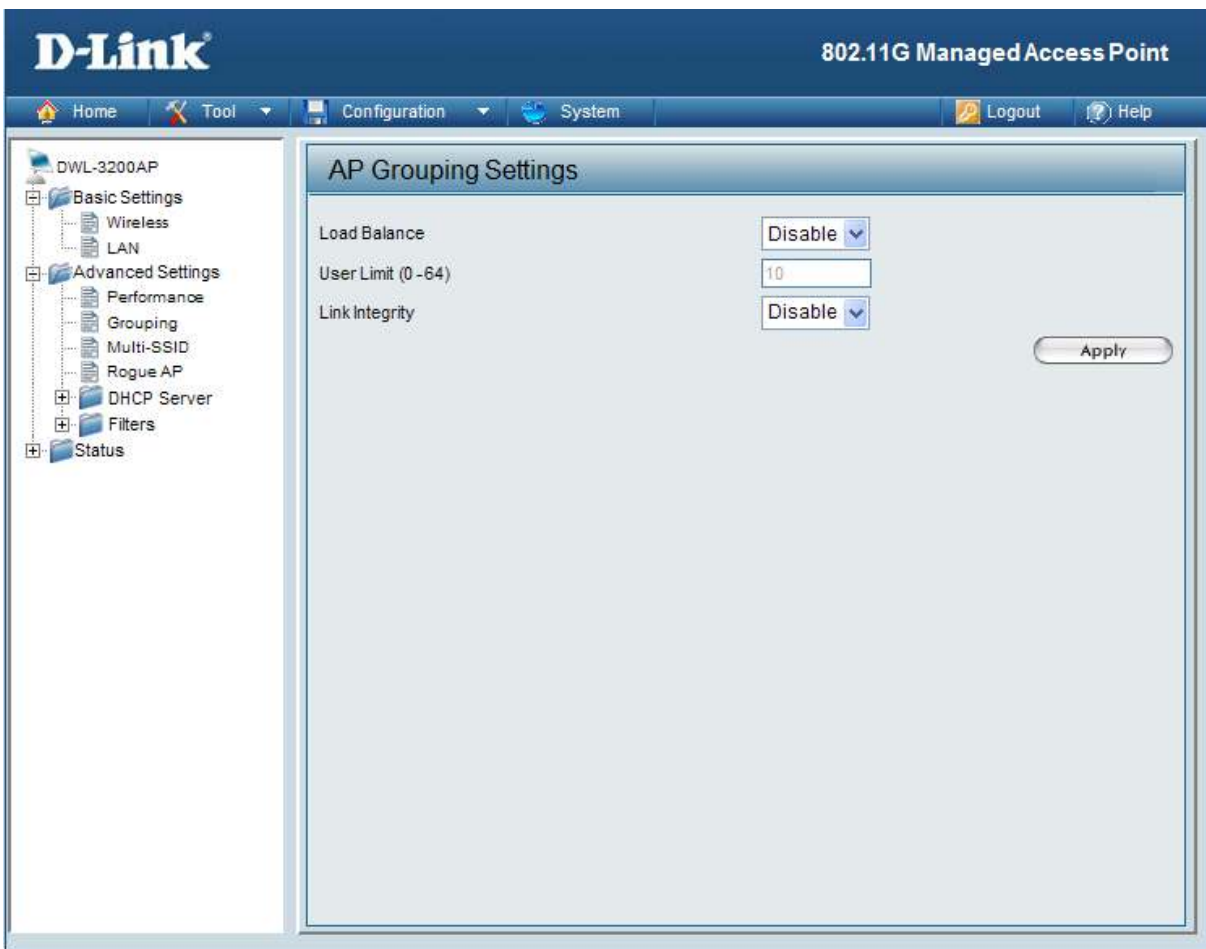 D-Link
802.11G Managed Access Point
Home Tool Configuration System Logout Help
DWL-3200AP
Basic Settings
Wireless
LAN
Advanced Settings
Performance
Grouping
Multi-SSID
Rogue AP
DHCP Server
Filters
Status
AP Grouping Settings
Load Balance Disable
User Limit (0 - 64) 10
Link Integrity Disable
Apply